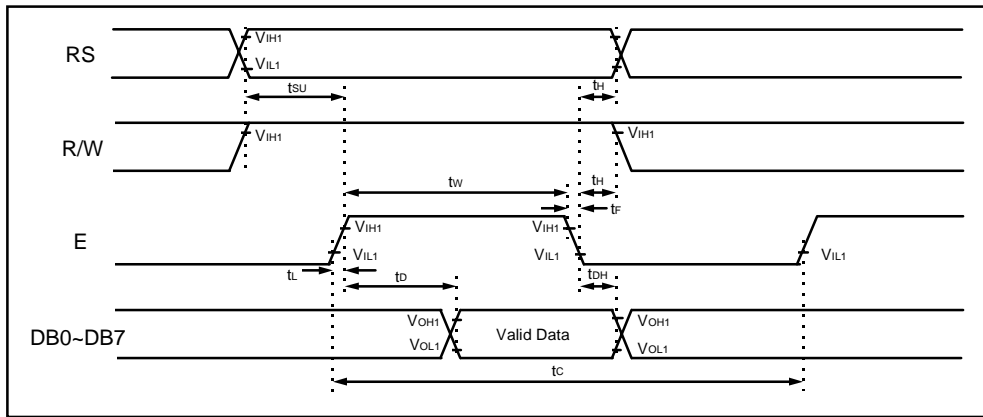 RS
VIH1
VIL1
tSU
tH
R/W
VIH1
VIH1
tW
tH
tF
E
VIH1
VIH1
VIL1
VIL1
VIL1
tL
tD
tDH
DB0~DB7
VOH1
Valid Data
VOH1
VOL1
VOL1
tC